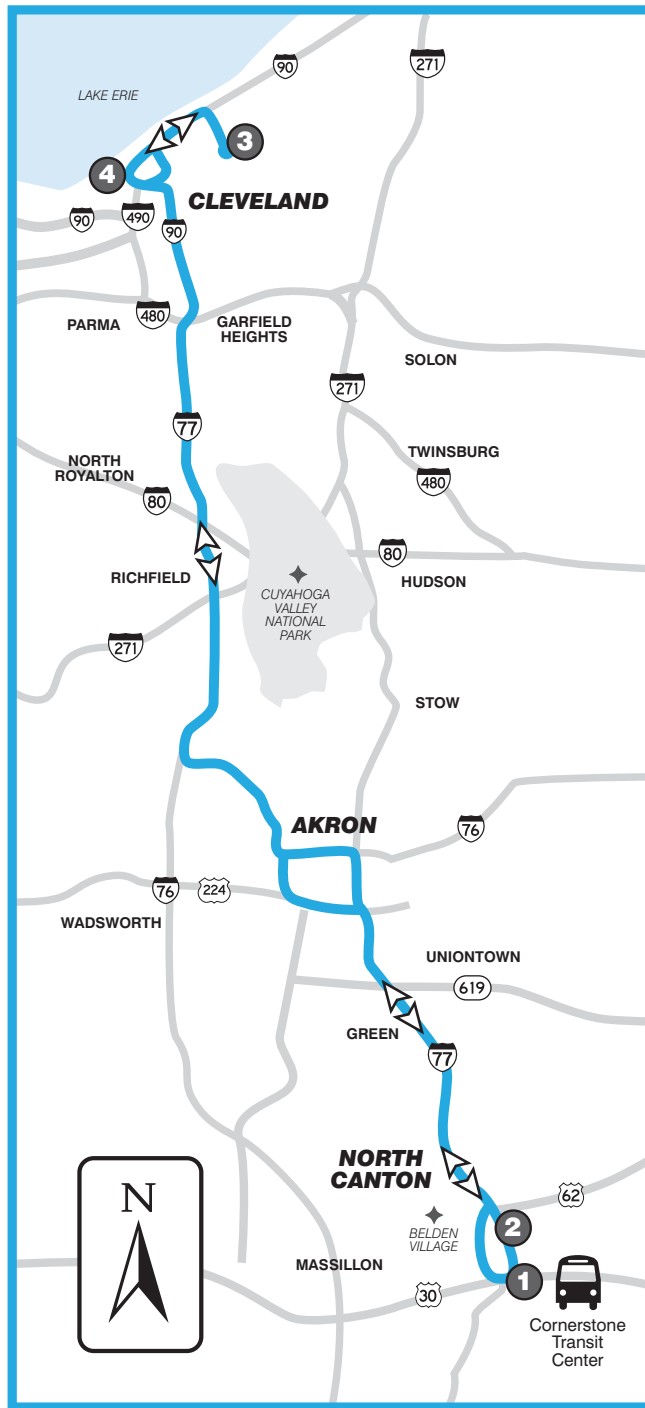 90
271
LAKE ERIE
3
4
CLEVELAND
90
490
90
PARMA
480
GARFIELD
HEIGHTS
SOLON
271
77
NORTH
ROYALTON
TWINSBURG
480
80
80
RICHFIELD
HUDSON
CUYAHOGA
VALLEY
NATIONAL
PARK
271
STOW
AKRON
76
76
224
WADSWORTH
UNIONTOWN
619
GREEN
77
NORTH
CANTON
62
N
2
BELDEN
VILLAGE
MASSILLON
1
30
Cornerstone
Transit
Center